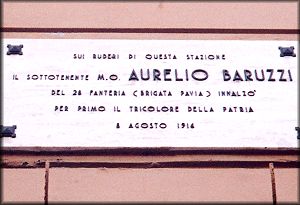 SUI RUDERI DI QUESTA STAZIONE
IL SOTTOTENENTE M.O. AURELIO BARUZZI
DEL 28 FANTERIA (BRIGATA PAVIA) INNALZO'
PER PRIMO IL TRICOLORE DELLA PATRIA
8 AGOSTO 1916